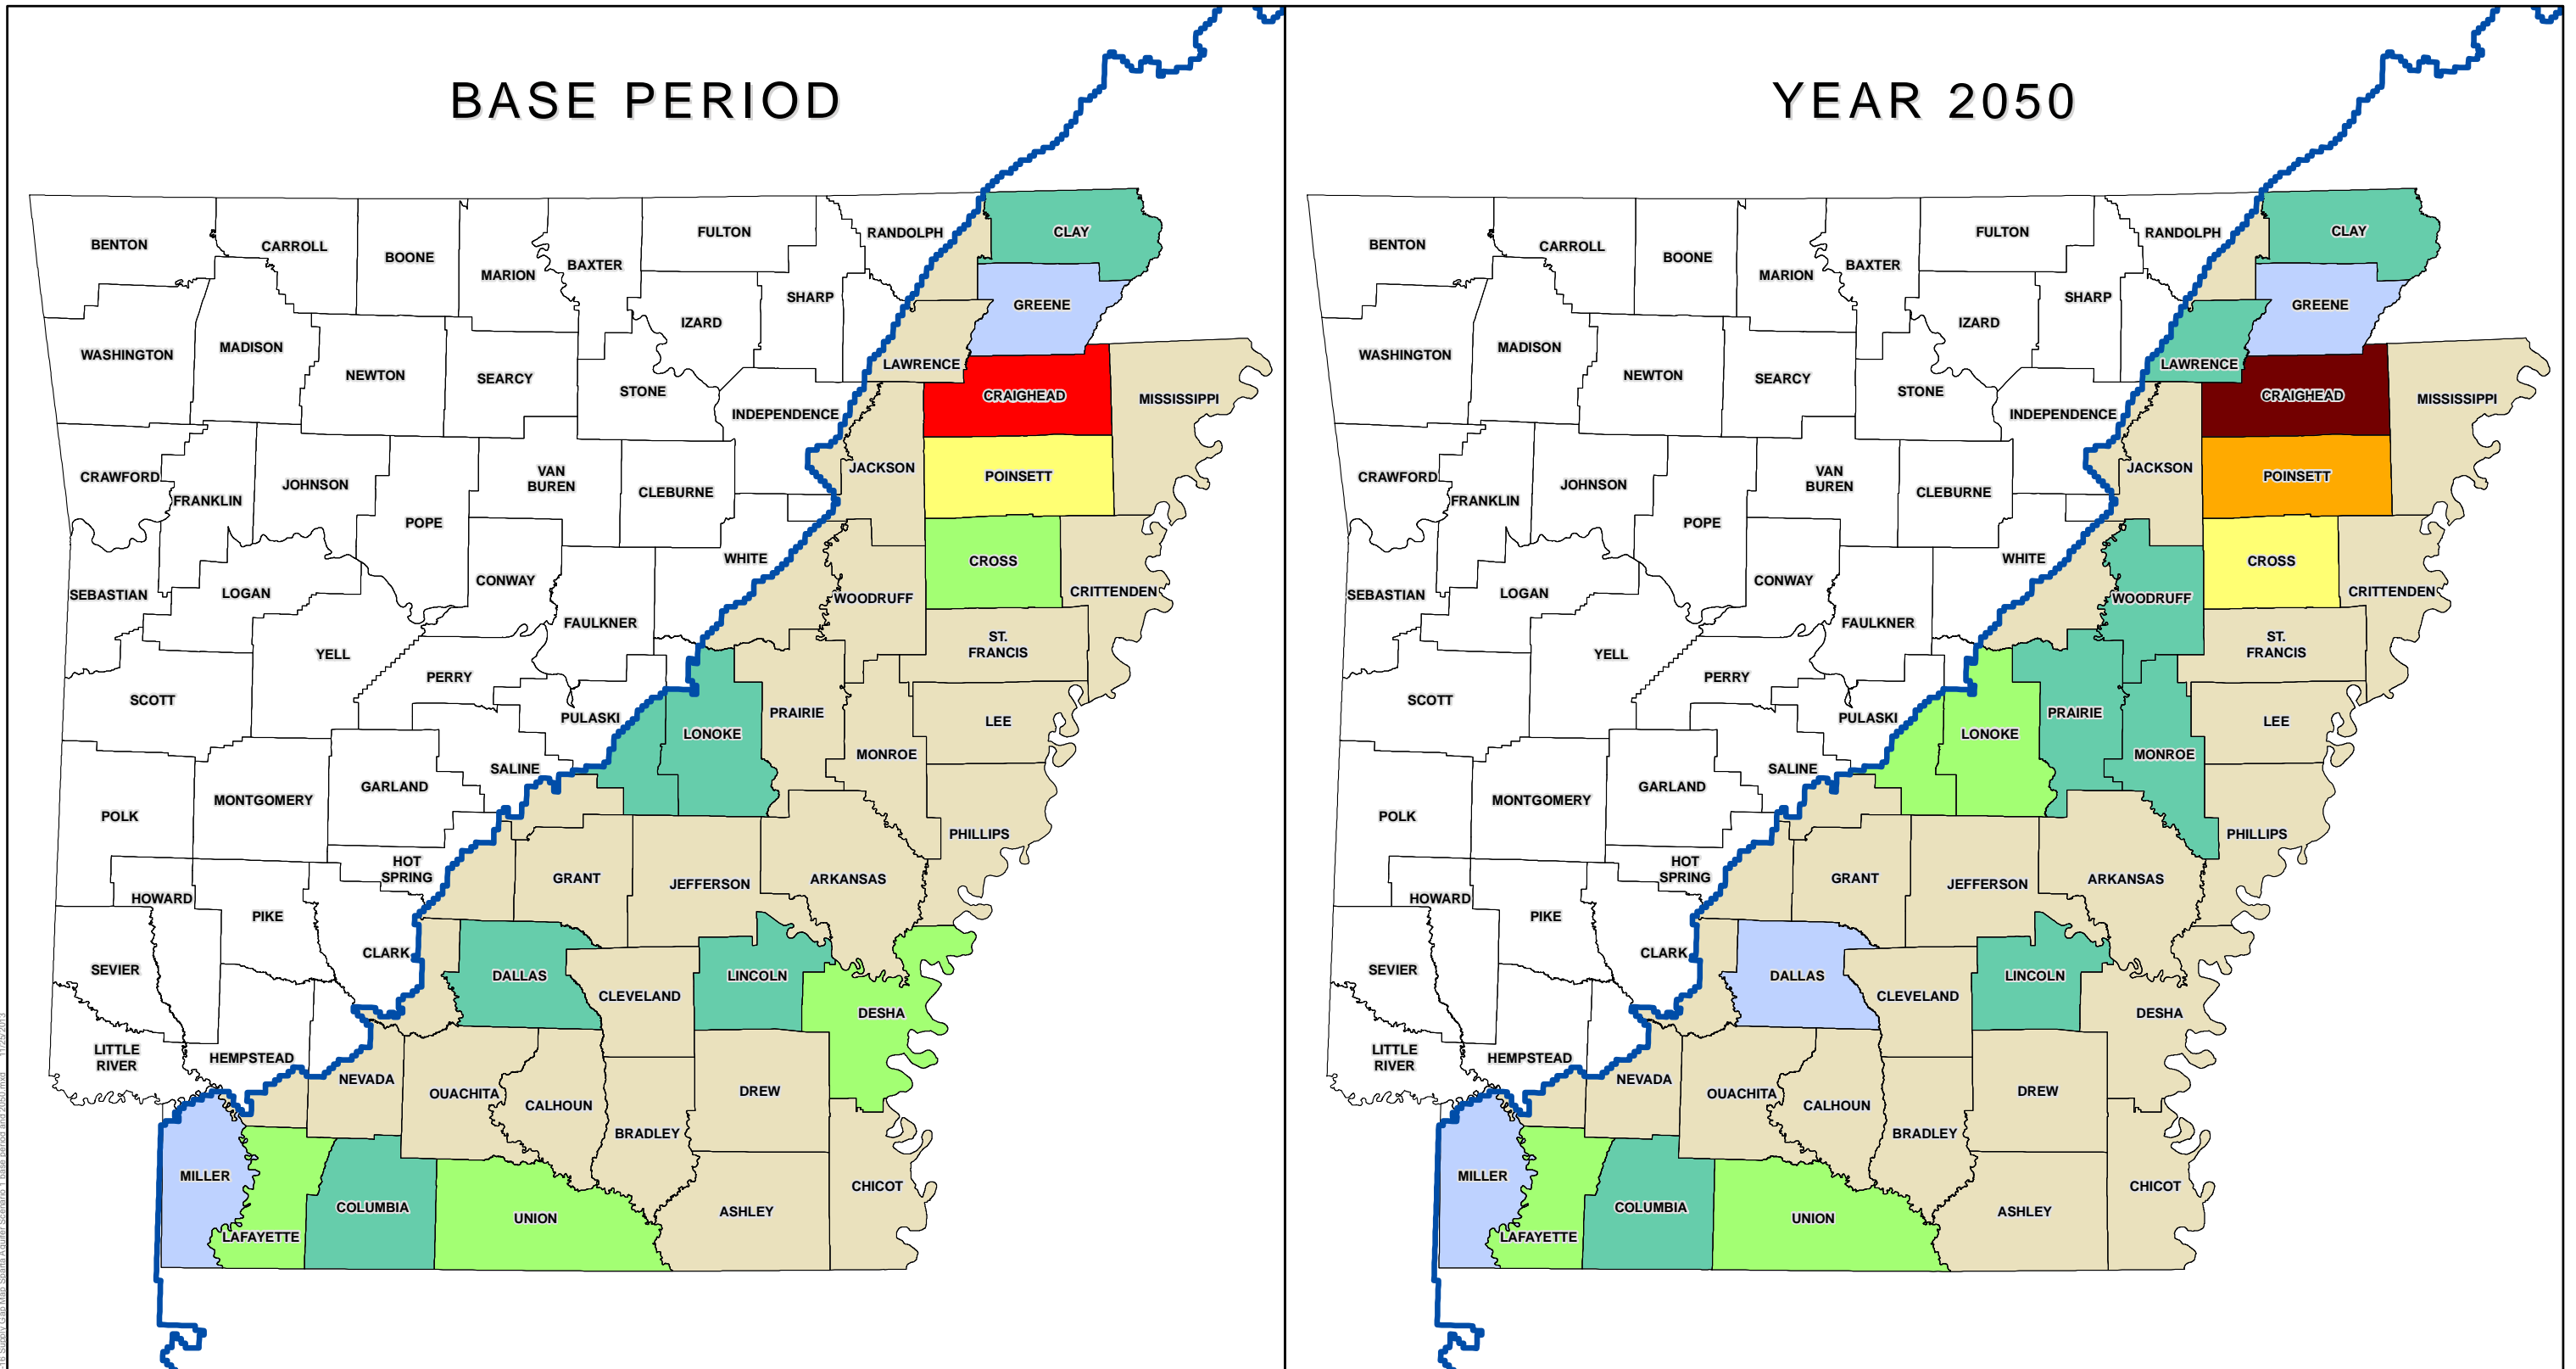 BASE PERIOD
CLAY
FULTON
RANDOLPH
BENTON
CARROLL
BOONE
BAXTER
MARION
SHARP
GREENE
IZARD
MADISON
WASHINGTON
LAWRENCE
NEWTON
SEARCY
STONE
CRAIGHEAD
MISSISSIPPI
INDEPENDENCE
JACKSON
CRAWFORD
VAN
BUREN
POINSETT
JOHNSON
CLEBURNE
FRANKLIN
POPE
WHITE
CROSS
CONWAY
LOGAN
SEBASTIAN
CRITTENDEN
WOODRUFF
FAULKNER
ST.
FRANCIS
YELL
PERRY
SCOTT
PULASKI
PRAIRIE
LEE
LONOKE
MONROE
SALINE
GARLAND
MONTGOMERY
POLK
PHILLIPS
HOT
SPRING
GRANT
JEFFERSON
ARKANSAS
HOWARD
PIKE
CLARK
SEVIER
DALLAS
LINCOLN
CLEVELAND
DESHA
LITTLE
RIVER
HEMPSTEAD
NEVADA
OUACHITA
CALHOUN
DREW
BRADLEY
MILLER
CHICOT
COLUMBIA
UNION
ASHLEY
LAFAYETTE
YEAR 2050
CLAY
FULTON
RANDOLPH
BENTON
CARROLL
BOONE
BAXTER
MARION
SHARP
GREENE
IZARD
MADISON
WASHINGTON
LAWRENCE
NEWTON
SEARCY
STONE
CRAIGHEAD
MISSISSIPPI
INDEPENDENCE
JACKSON
CRAWFORD
VAN
BUREN
POINSETT
JOHNSON
CLEBURNE
FRANKLIN
POPE
WHITE
CROSS
CONWAY
LOGAN
SEBASTIAN
CRITTENDEN
WOODRUFF
FAULKNER
ST.
FRANCIS
YELL
PERRY
SCOTT
PULASKI
PRAIRIE
LEE
LONOKE
MONROE
SALINE
GARLAND
MONTGOMERY
POLK
PHILLIPS
HOT
SPRING
GRANT
JEFFERSON
ARKANSAS
HOWARD
PIKE
CLARK
SEVIER
DALLAS
LINCOLN
CLEVELAND
DESHA
LITTLE
RIVER
HEMPSTEAD
NEVADA
OUACHITA
CALHOUN
DREW
BRADLEY
MILLER
CHICOT
COLUMBIA
UNION
ASHLEY
LAFAYETTE